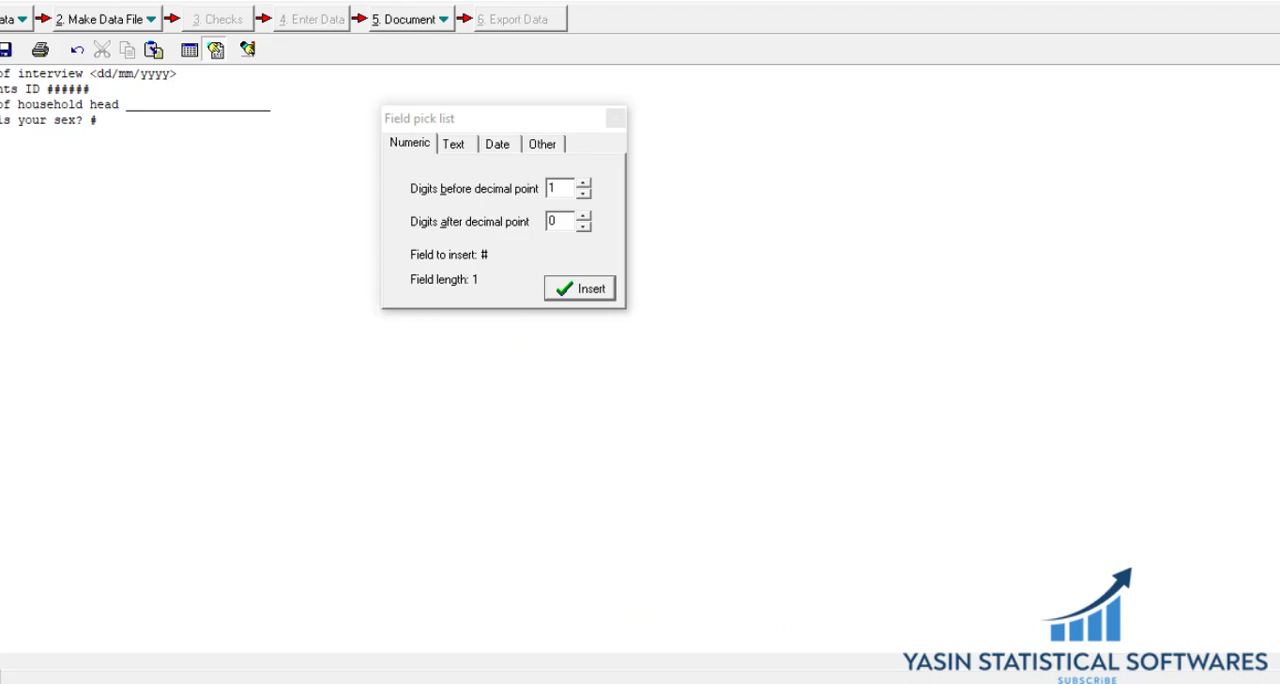 ata 2. Make Data File 3. Checks 4. Enter Data 5. Document 6. Export Data
of interview <dd/mm/yyyy>
nts ID ######
of household head ____________________
is your sex? #
Field pick list
Numeric Text Date Other
Digits before decimal point 1
Digits after decimal point 0
Field to insert: #
Field length: 1
Insert
YASIN STATISTICAL SOFTWARES
SUBSCRiBE